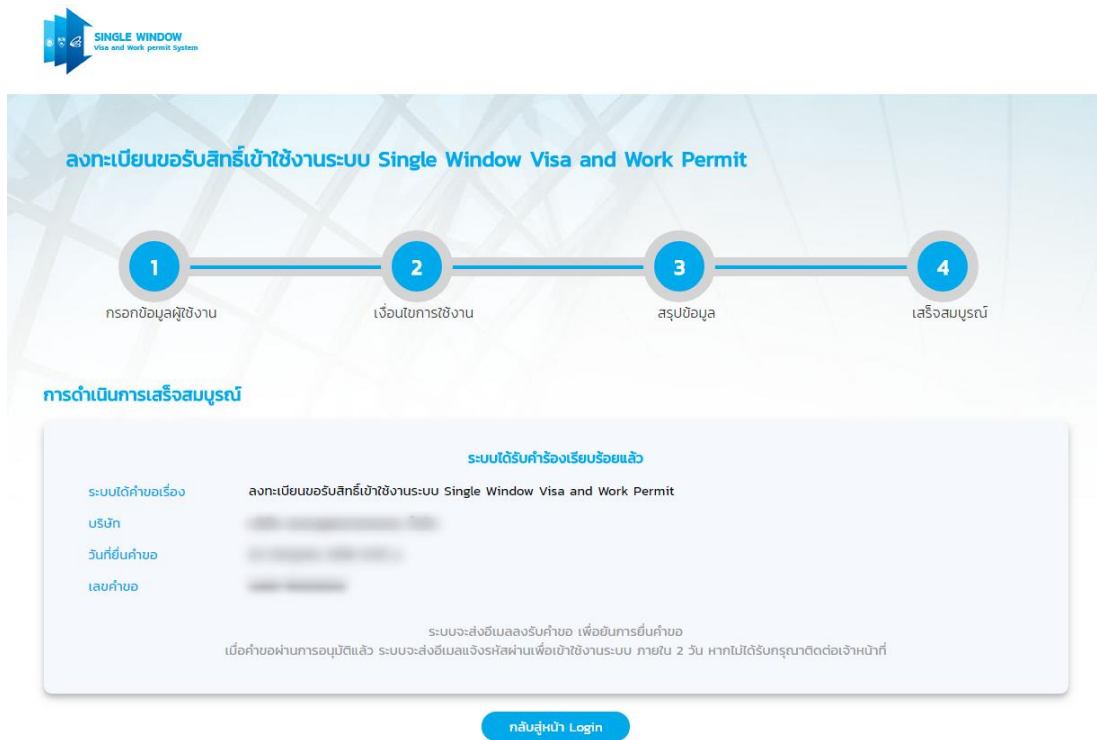 SINGLE WINDOW
Visa and Work permit System
ลงทะเบียนขอรับสิทธิ์เข้าใช้งานระบบ Single Window Visa and Work Permit
1 2 3 4
กรอกข้อมูลผู้ใช้งาน เงื่อนไขการใช้งาน สรุปข้อมูล เสร็จสมบูรณ์
การดำเนินการเสร็จสมบูรณ์
ระบบได้รับคำร้องเรียบร้อยแล้ว
ระบบได้คำขอเรื่อง ลงทะเบียนขอรับสิทธิ์เข้าใช้งานระบบ Single Window Visa and Work Permit
บริษัท
วันที่ยื่นคำขอ
เลขคำขอ
ระบบจะส่งอีเมลลงรับคำขอ เพื่อยันการยื่นคำขอ
เมื่อคำขอผ่านการอนุมัติแล้ว ระบบจะส่งอีเมลแจ้งรหัสผ่านเพื่อเข้าใช้งานระบบ ภายใน 2 วัน หากไม่ได้รับกรุณาติดต่อเจ้าหน้าที่
กลับสู่หน้า Login